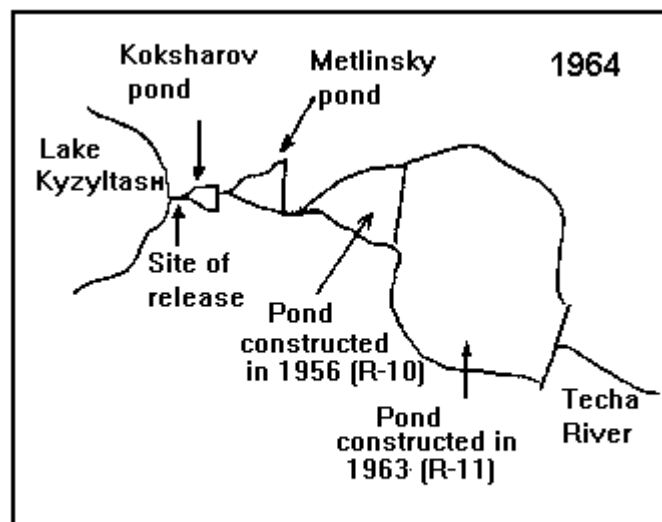 Koksharov
pond
Metlinsky
pond
1964
Lake
Kyzyltash
Site of
release
Pond
constructed
in 1956 (R-10)
Pond
constructed in
1963 (R-11)
Techa
River